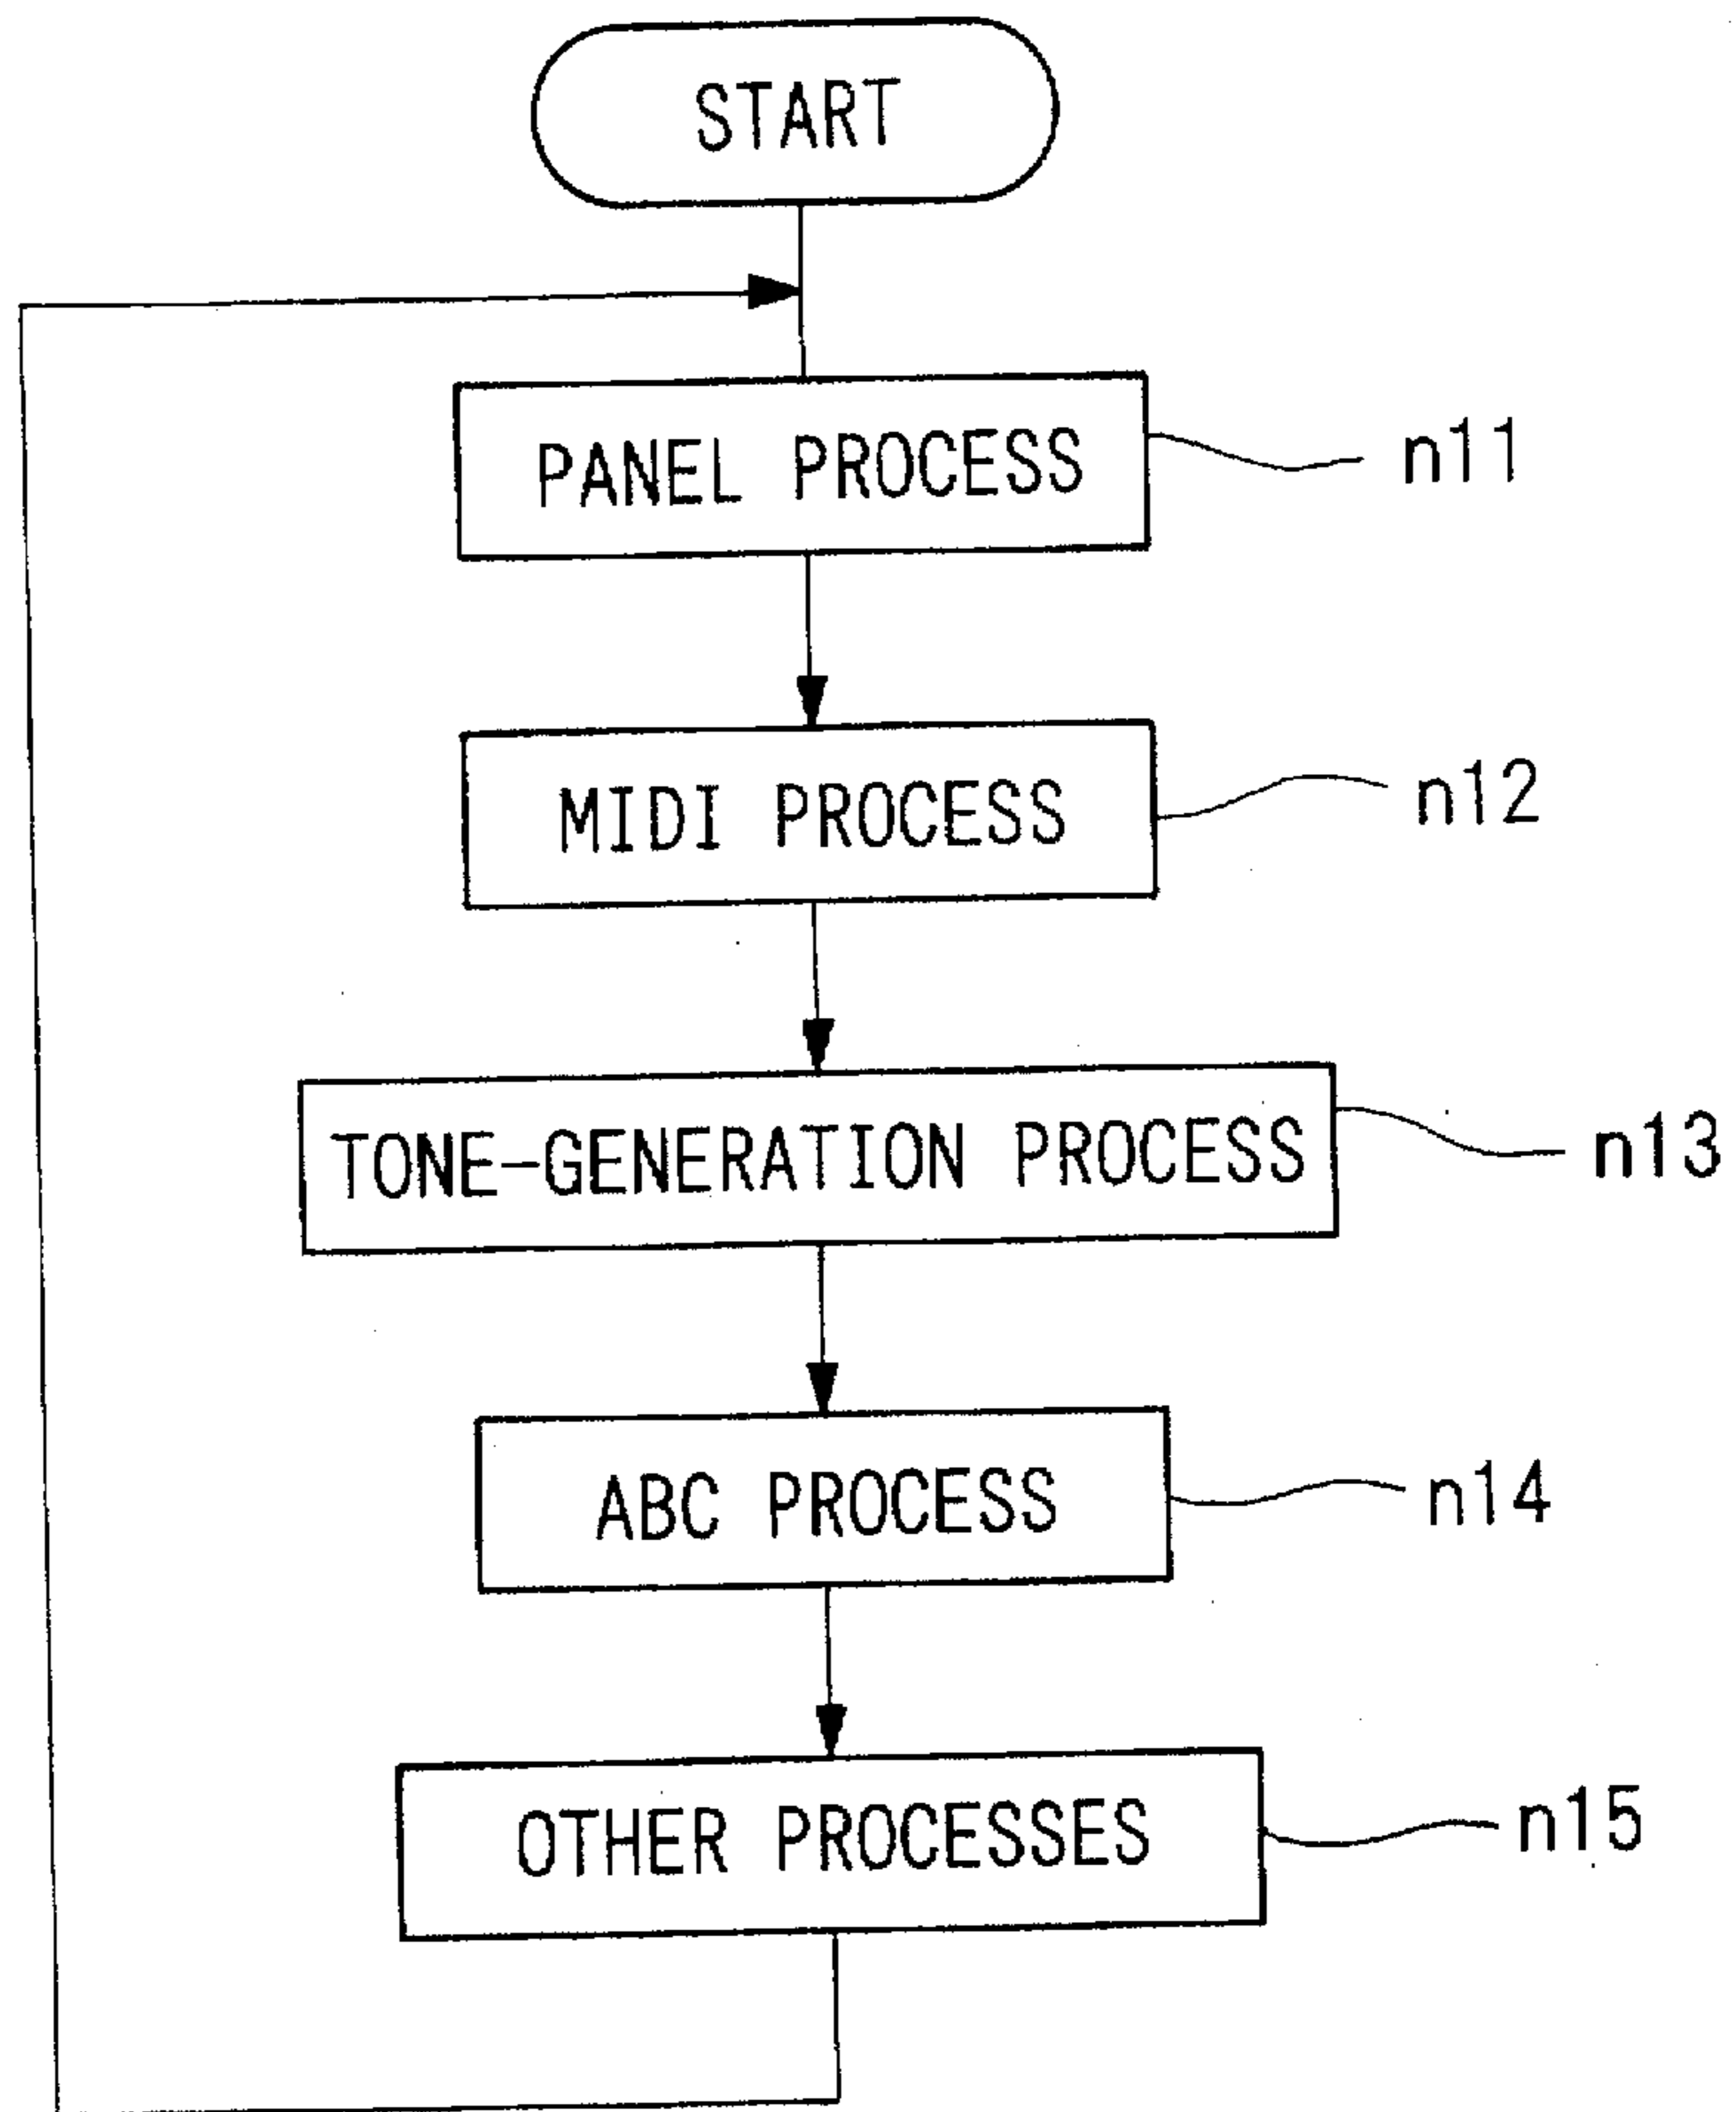 START
PANEL PROCESS
n11
MIDI PROCESS
n12
TONE-GENERATION PROCESS
n13
ABC PROCESS
n14
OTHER PROCESSES
n15